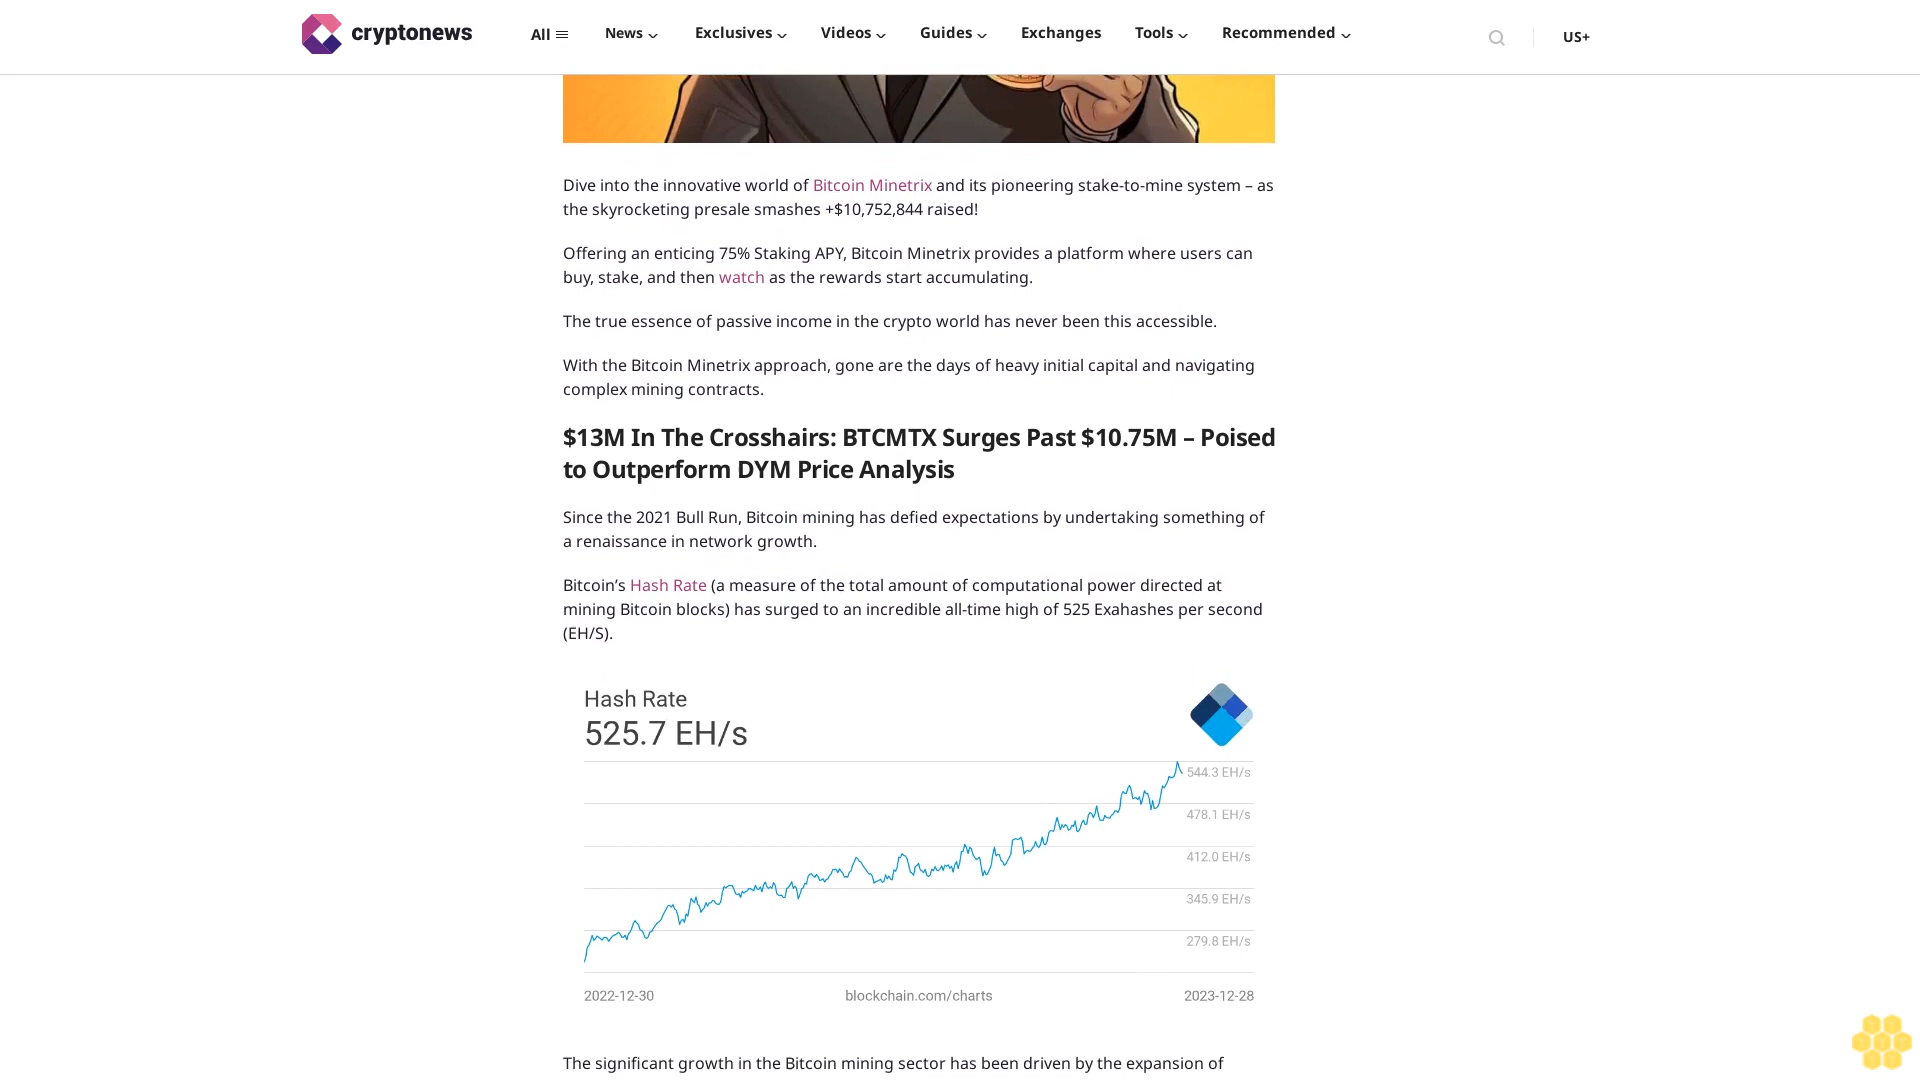 cryptonews
All
News
Exclusives
Videos
Guides
Exchanges
Tools
Recommended
US+
Dive into the innovative world of Bitcoin Minetrix and its pioneering stake-to-mine system – as
the skyrocketing presale smashes +$10,752,844 raised!
Offering an enticing 75% Staking APY, Bitcoin Minetrix provides a platform where users can
buy, stake, and then watch as the rewards start accumulating.
The true essence of passive income in the crypto world has never been this accessible.
With the Bitcoin Minetrix approach, gone are the days of heavy initial capital and navigating
complex mining contracts.
$13M In The Crosshairs: BTCMTX Surges Past $10.75M – Poised
to Outperform DYM Price Analysis
Since the 2021 Bull Run, Bitcoin mining has defied expectations by undertaking something of
a renaissance in network growth.
Bitcoin’s Hash Rate (a measure of the total amount of computational power directed at
mining Bitcoin blocks) has surged to an incredible all-time high of 525 Exahashes per second
(EH/S).
Hash Rate
525.7 EH/s
544.3 EH/s
478.1 EH/s
412.0 EH/s
345.9 EH/s
279.8 EH/s
2022-12-30
blockchain.com/charts
2023-12-28
The significant growth in the Bitcoin mining sector has been driven by the expansion of